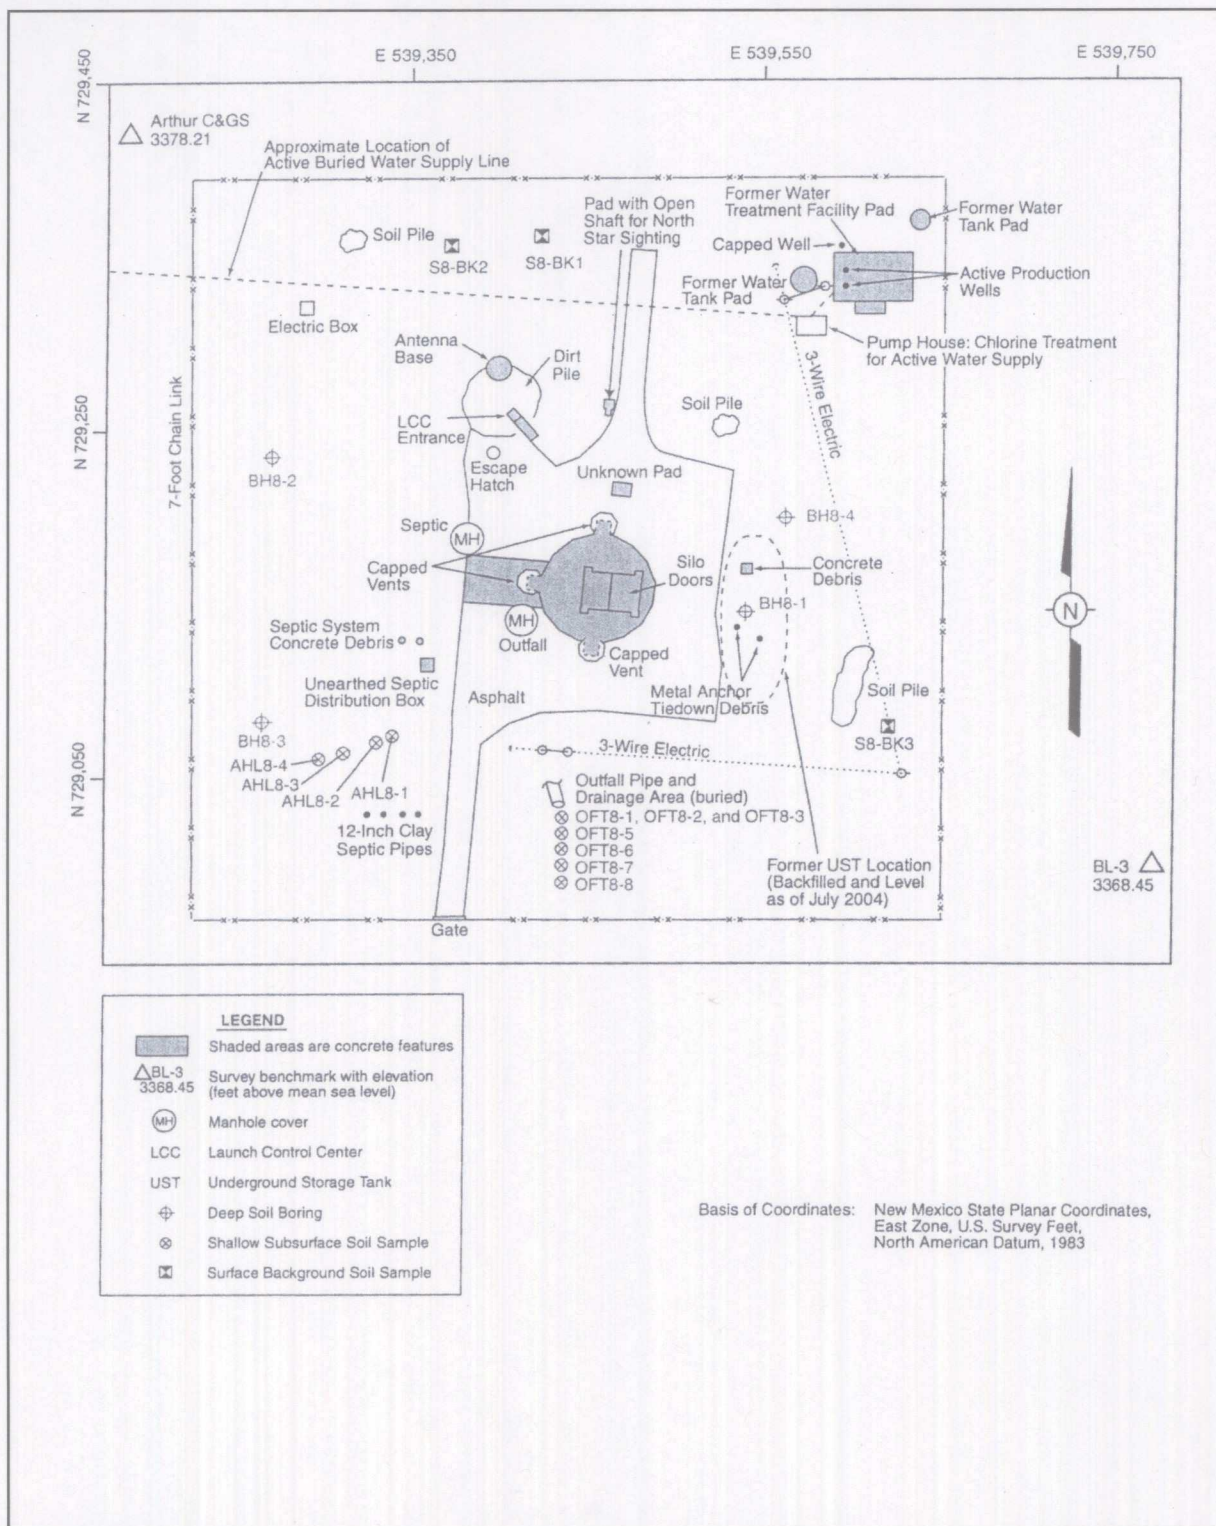 E 539,350
E 539,550
E 539,750
N 729,450
Arthur C&GS
3378.21
Approximate Location of
Active Buried Water Supply Line
Pad with Open
Shaft for North
Star Sighting
Former Water
Treatment Facility Pad
Former Water
Tank Pad
Soil Pile
S8-BK2
S8-BK1
Capped Well
Former Water
Tank Pad
Active Production
Wells
Electric Box
Pump House: Chlorine Treatment
for Active Water Supply
Antenna
Base
Dirt
Pile
3-Wire Electric
LCC
Entrance
Soil Pile
N 729,250
7-Foot Chain Link
BH8-2
Escape
Hatch
Unknown Pad
Septic
MH
BH8-4
Capped
Vents
Silo
Doors
Concrete
Debris
BH8-1
Septic System
Concrete Debris
MH
Outfall
Capped
Vent
Unearthed Septic
Distribution Box
Asphalt
Metal Anchor
Tiedown Debris
Soil Pile
N
BH8-3
S8-BK3
AHL8-4
AHL8-3
AHL8-2
AHL8-1
3-Wire Electric
N 729,050
Outfall Pipe and
Drainage Area (buried)
OFT8-1, OFT8-2, and OFT8-3
OFT8-5
OFT8-6
OFT8-7
OFT8-8
12-Inch Clay
Septic Pipes
Former UST Location
(Backfilled and Level
as of July 2004)
BL-3
3368.45
Gate
LEGEND
Shaded areas are concrete features
BL-3
3368.45
Survey benchmark with elevation
(feet above mean sea level)
MH
Manhole cover
LCC
Launch Control Center
UST
Underground Storage Tank
Deep Soil Boring
Shallow Subsurface Soil Sample
Surface Background Soil Sample
Basis of Coordinates:
New Mexico State Planar Coordinates,
East Zone, U.S. Survey Feet,
North American Datum, 1983